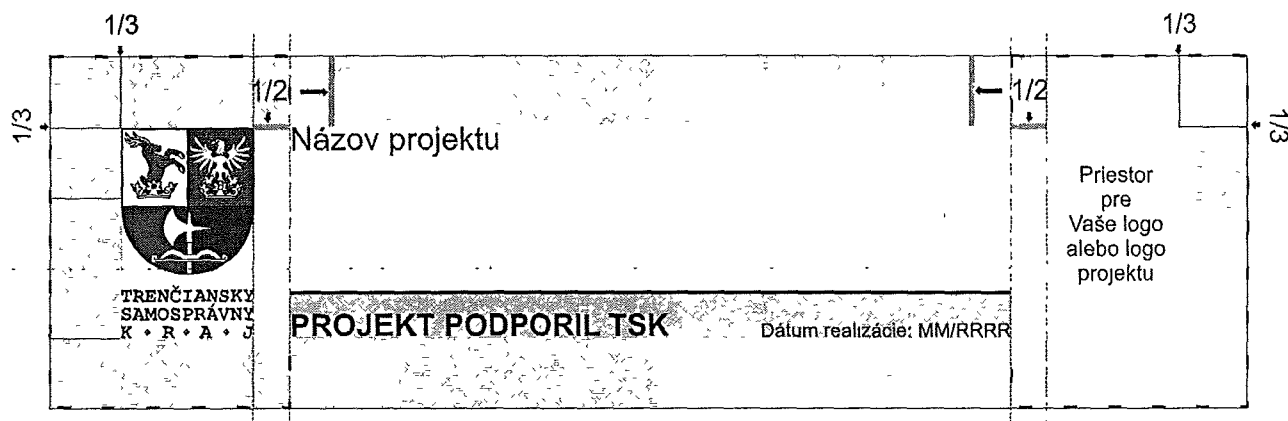 1/3
1/3
1/2
1/2
1/3
1/3
Názov projektu
Priestor
pre
Vaše logo
alebo logo
projektu
TRENČIANSKY
SAMOSPRÁVNY
K • R • A • J
PROJEKT PODPORIL TSK
Dátum realizácie: MM/RRRR